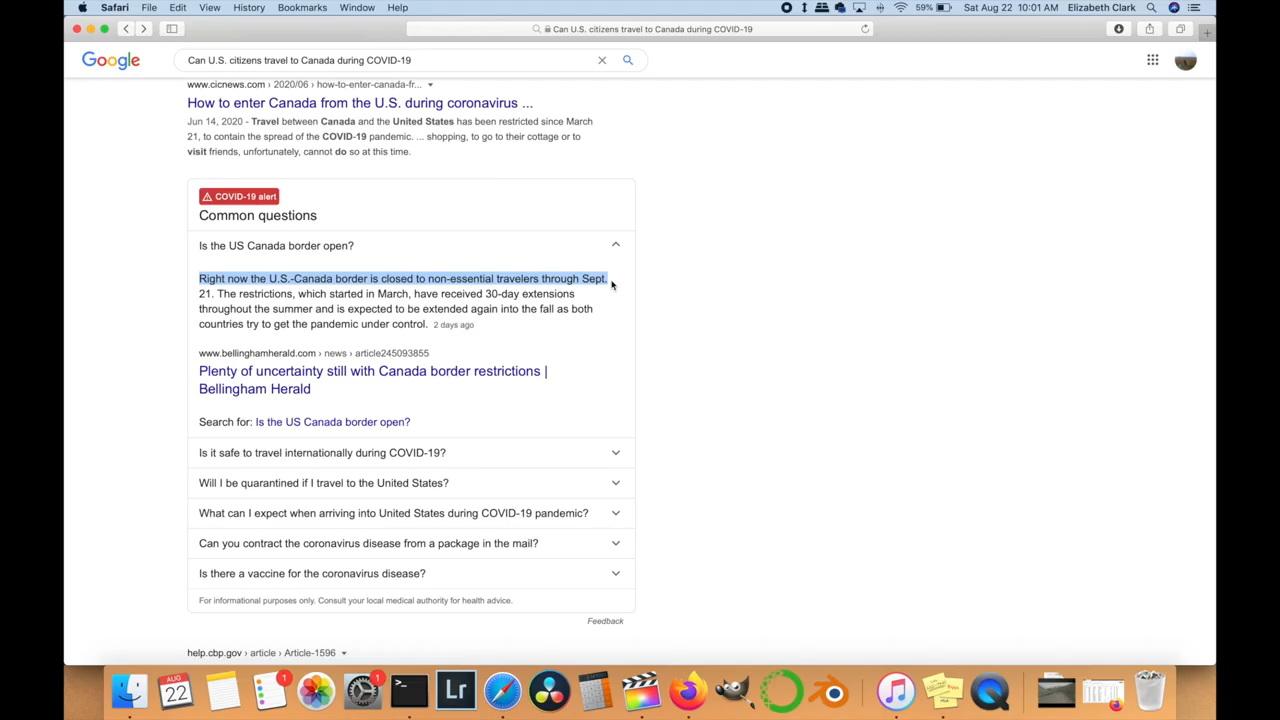 Safari File Edit View History Bookmarks Window Help 59% Sat Aug 22 10:01 AM Elizabeth Clark
Can U.S. citizens travel to Canada during COVID-19
Google Can U.S. citizens travel to Canada during COVID-19
www.cicnews.com › 2020/06 › how-to-enter-canada-fr...
How to enter Canada from the U.S. during coronavirus ...
Jun 14, 2020 - Travel between Canada and the United States has been restricted since March
21, to contain the spread of the COVID-19 pandemic. ... shopping, to go to their cottage or to
visit friends, unfortunately, cannot do so at this time.
COVID-19 alert
Common questions
Is the US Canada border open?
Right now the U.S.-Canada border is closed to non-essential travelers through Sept.
21. The restrictions, which started in March, have received 30-day extensions
throughout the summer and is expected to be extended again into the fall as both
countries try to get the pandemic under control. 2 days ago
www.bellinghamherald.com › news › article245093855
Plenty of uncertainty still with Canada border restrictions |
Bellingham Herald
Search for: Is the US Canada border open?
Is it safe to travel internationally during COVID-19?
Will I be quarantined if I travel to the United States?
What can I expect when arriving into United States during COVID-19 pandemic?
Can you contract the coronavirus disease from a package in the mail?
Is there a vaccine for the coronavirus disease?
For informational purposes only. Consult your local medical authority for health advice.
Feedback
help.cbp.gov › article › Article-1596
AUG 1 1
22 >_ Lr